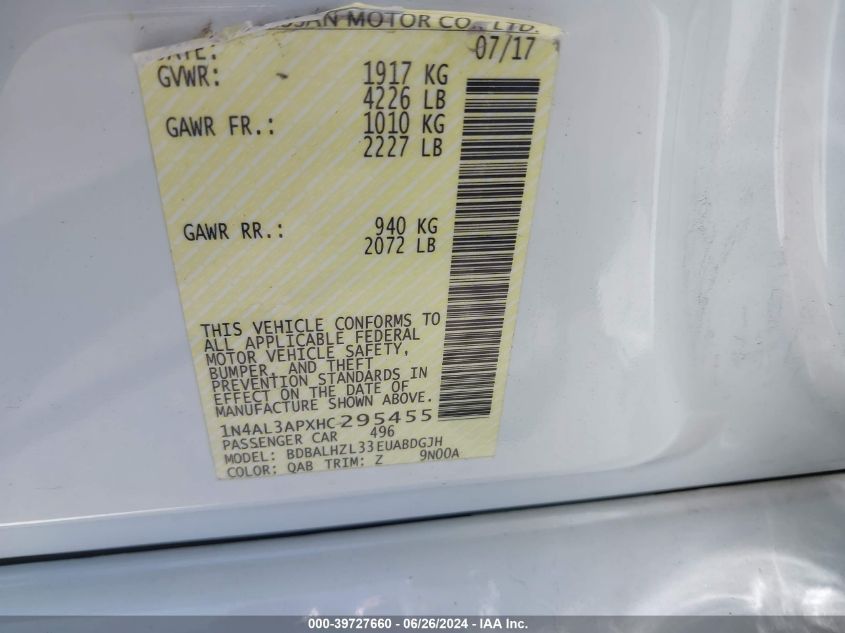 NISSAN MOTOR CO., LTD.
DATE: 07/17
GVWR: 1917 KG
4226 LB
GAWR FR.: 1010 KG
2227 LB
GAWR RR.: 940 KG
2072 LB
THIS VEHICLE CONFORMS TO
ALL APPLICABLE FEDERAL
MOTOR VEHICLE SAFETY,
BUMPER, AND THEFT
PREVENTION STANDARDS IN
EFFECT ON THE DATE OF
MANUFACTURE SHOWN ABOVE.
1N4AL3APXHC295455
PASSENGER CAR 496
MODEL: BDBALHZL33EUABDGJH
COLOR: QAB TRIM: Z 9N00A
000-39727660 - 06/26/2024 - IAA Inc.